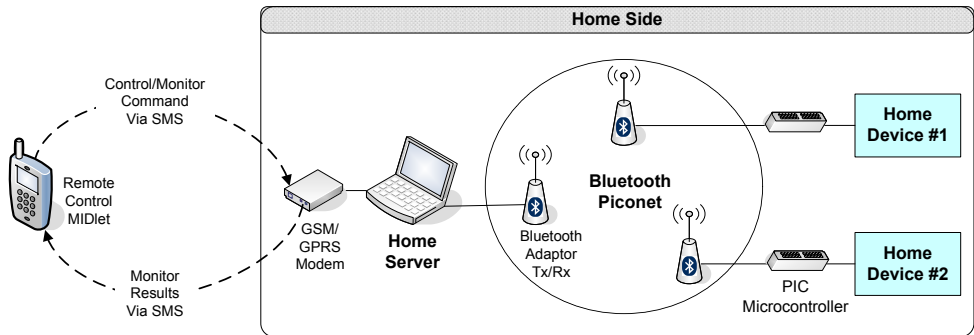 Home Side
Control/Monitor
Command
Via SMS
Remote
Control
MIDlet
Monitor
Results
Via SMS
GSM/
GPRS
Modem
Home
Server
Bluetooth
Adaptor
Tx/Rx
Bluetooth
Piconet
PIC
Microcontroller
Home
Device #1
Home
Device #2